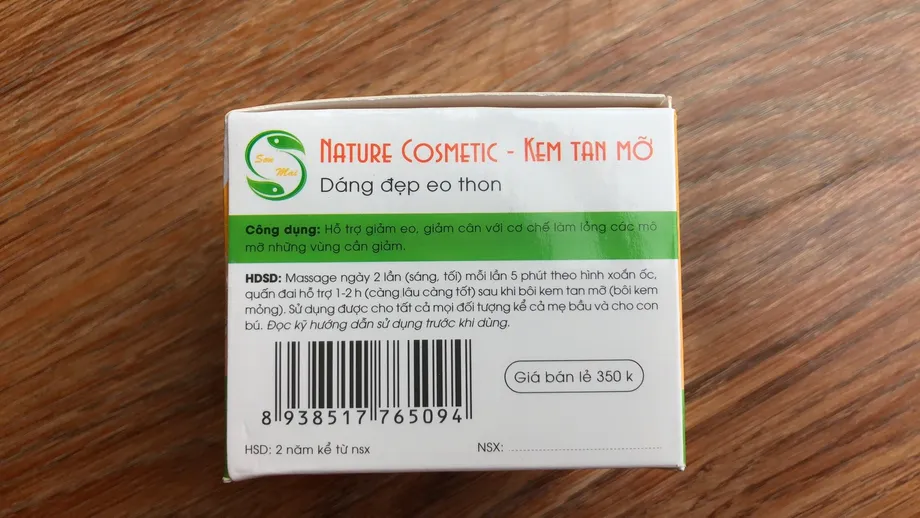 Sao
Mai
NATURE COSMETIC - KEM TAN MỠ
Dáng đẹp eo thon
Công dụng: Hỗ trợ giảm eo, giảm cân với cơ chế làm lỏng các mô
mỡ những vùng cần giảm.
HDSD: Massage ngày 2 lần (sáng, tối) mỗi lần 5 phút theo hình xoắn ốc,
quấn đai hỗ trợ 1-2 h (càng lâu càng tốt) sau khi bôi kem tan mỡ (bôi kem
mỏng). Sử dụng được cho tất cả mọi đối tượng kể cả mẹ bầu và cho con
bú. Đọc kỹ hướng dẫn sử dụng trước khi dùng.
Giá bán lẻ 350 k
8 938517 765094
HSD: 2 năm kể từ nsx
NSX: